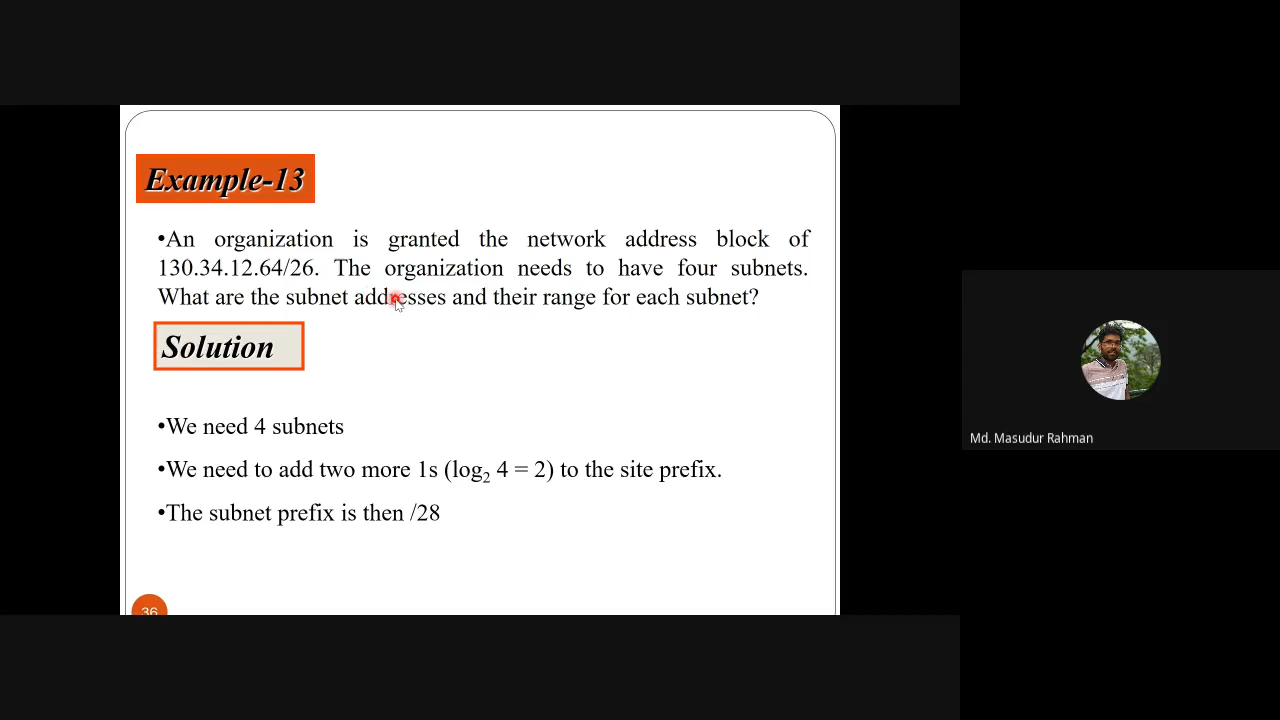 Example-13
•An organization is granted the network address block of
130.34.12.64/26. The organization needs to have four subnets.
What are the subnet addresses and their range for each subnet?
Solution
•We need 4 subnets
•We need to add two more 1s (log₂ 4 = 2) to the site prefix.
•The subnet prefix is then /28
36
Md. Masudur Rahman